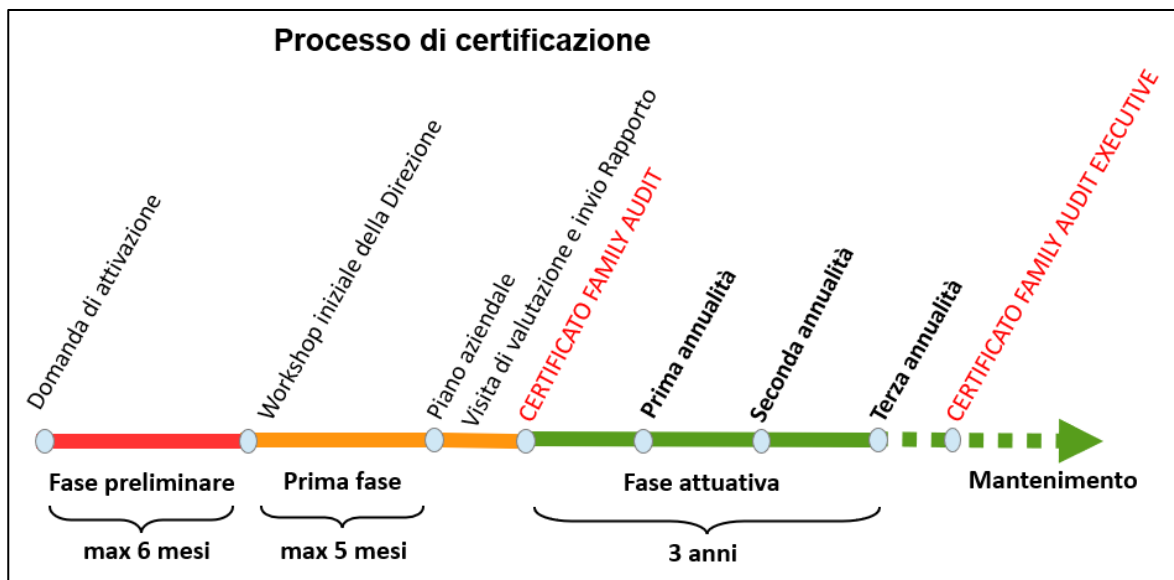 Processo di certificazione
Domanda di attivazione
Workshop iniziale della Direzione
Piano aziendale
Visita di valutazione e invio Rapporto
CERTIFICATO FAMILY AUDIT
Prima annualità
Seconda annualità
Terza annualità
CERTIFICATO FAMILY AUDIT EXECUTIVE
Fase preliminare
Prima fase
Fase attuativa
Mantenimento
max 6 mesi
max 5 mesi
3 anni